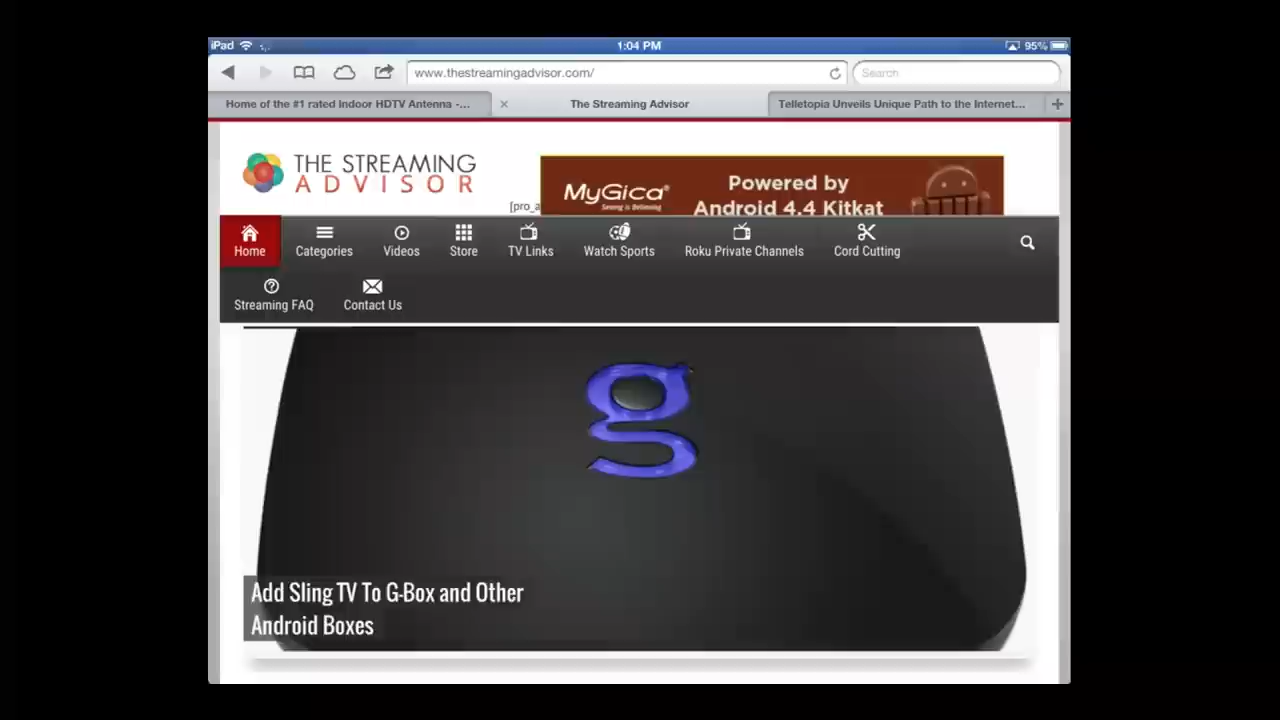 iPad
1:04 PM
95%
www.thestreamingadvisor.com/
Search
Home of the #1 rated Indoor HDTV Antenna -...
The Streaming Advisor
Telletopia Unveils Unique Path to the Internet...
THE STREAMING
ADVISOR
[pro_a
MyGica®
Seeing is Believing
Powered by
Android 4.4 Kitkat
Home
Categories
Videos
Store
TV Links
Watch Sports
Roku Private Channels
Cord Cutting
Streaming FAQ
Contact Us
g
Add Sling TV To G-Box and Other
Android Boxes